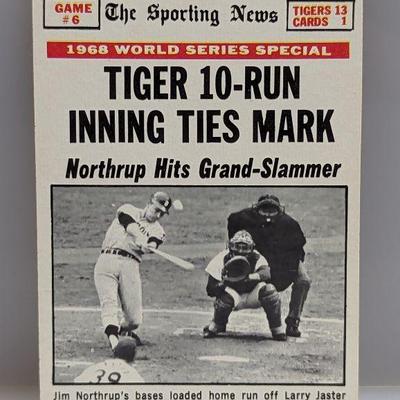 GAME # 6
The Sporting News
TIGERS 13
CARDS 1
1968 WORLD SERIES SPECIAL
TIGER 10-RUN
INNING TIES MARK
Northrup Hits Grand-Slammer
39
Jim Northrup's bases loaded home run off Larry Jaster